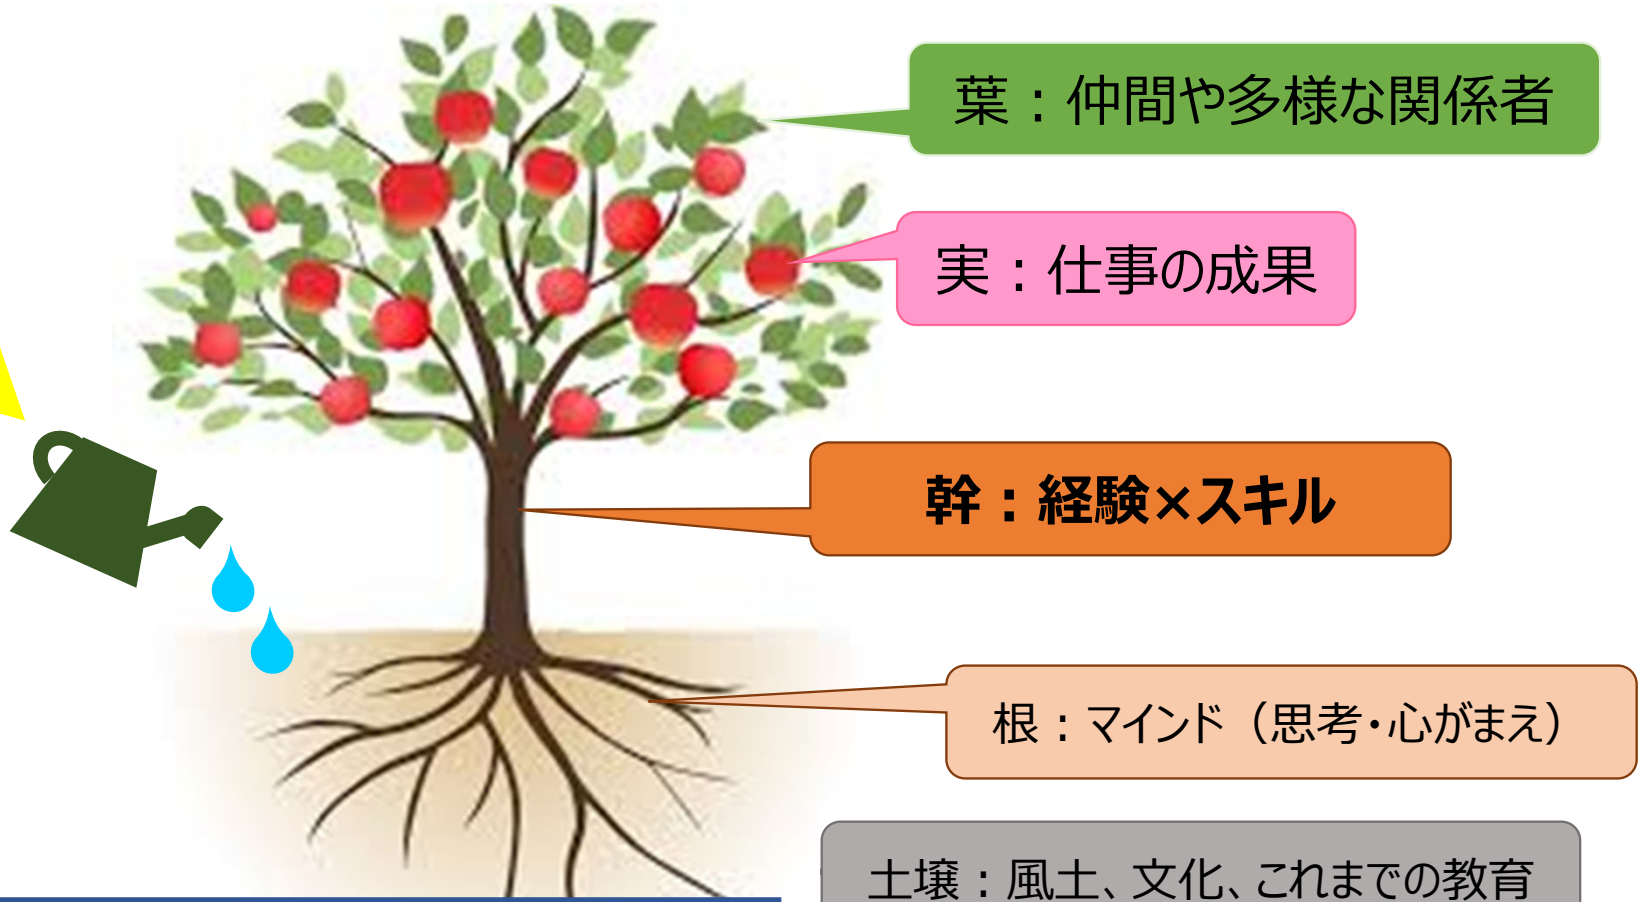 葉：仲間や多様な関係者
実：仕事の成果
幹：経験×スキル
根：マインド（思考・心がまえ）
土壌：風土、文化、これまでの教育